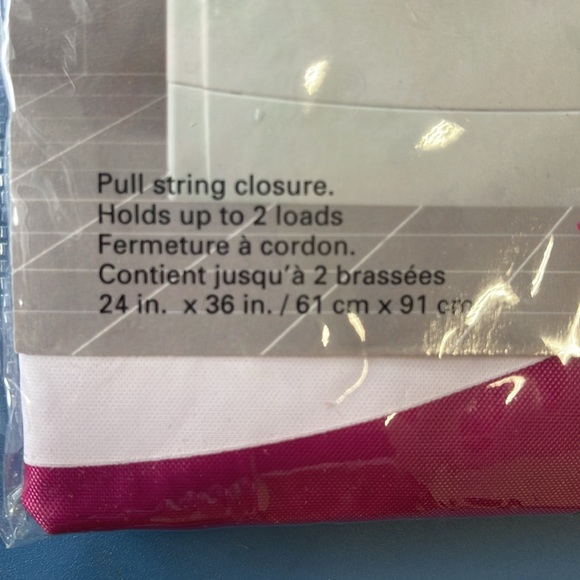 Pull string closure.
Holds up to 2 loads
Fermeture à cordon.
Contient jusqu'à 2 brassées
24 in. x 36 in. / 61 cm x 91 cm